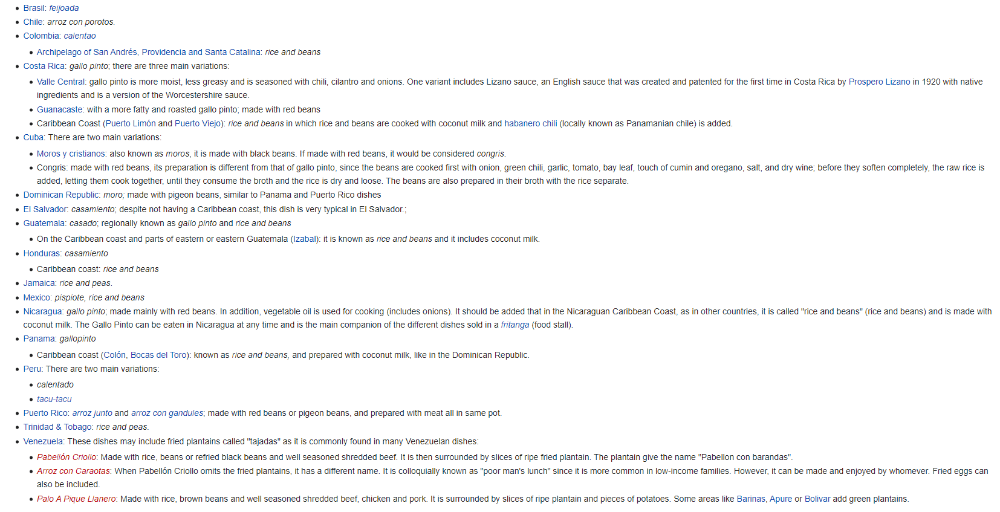 Brasil: feijoada
Chile: arroz con porotos.
Colombia: calentao
Archipelago of San Andrés, Providencia and Santa Catalina: rice and beans
Costa Rica: gallo pinto; there are three main variations:
Valle Central: gallo pinto is more moist, less greasy and is seasoned with chili, cilantro and onions. One variant includes Lizano sauce, an English sauce that was created and patented for the first time in Costa Rica by Prospero Lizano in 1920 with native
ingredients and is a version of the Worcestershire sauce.
Guanacaste: with a more fatty and roasted gallo pinto; made with red beans
Caribbean Coast (Puerto Limón and Puerto Viejo): rice and beans in which rice and beans are cooked with coconut milk and habanero chili (locally known as Panamanian chile) is added.
Cuba: There are two main variations:
Moros y cristianos: also known as moros, it is made with black beans. If made with red beans, it would be considered congris.
Congris: made with red beans, its preparation is different from that of gallo pinto, since the beans are cooked first with onion, green chili, garlic, tomato, bay leaf, touch of cumin and oregano, salt, and dry wine; before they soften completely, the raw rice is
added, letting them cook together, until they consume the broth and the rice is dry and loose. The beans are also prepared in their broth with the rice separate.
Dominican Republic: moro; made with pigeon beans, similar to Panama and Puerto Rico dishes
El Salvador: casamiento; despite not having a Caribbean coast, this dish is very typical in El Salvador.;
Guatemala: casado; regionally known as gallo pinto and rice and beans
On the Caribbean coast and parts of eastern or eastern Guatemala (Izabal): it is known as rice and beans and it includes coconut milk.
Honduras: casamiento
Caribbean coast: rice and beans
Jamaica: rice and peas.
Mexico: pispiote, rice and beans
Nicaragua: gallo pinto; made mainly with red beans. In addition, vegetable oil is used for cooking (includes onions). It should be added that in the Nicaraguan Caribbean Coast, as in other countries, it is called "rice and beans" (rice and beans) and is made with
coconut milk. The Gallo Pinto can be eaten in Nicaragua at any time and is the main companion of the different dishes sold in a fritanga (food stall).
Panama: gallopinto
Caribbean coast (Colón, Bocas del Toro): known as rice and beans, and prepared with coconut milk, like in the Dominican Republic.
Peru: There are two main variations:
calentado
tacu-tacu
Puerto Rico: arroz junto and arroz con gandules; made with red beans or pigeon beans, and prepared with meat all in same pot.
Trinidad & Tobago: rice and peas.
Venezuela: These dishes may include fried plantains called "tajadas" as it is commonly found in many Venezuelan dishes:
Pabellón Criollo: Made with rice, beans or refried black beans and well seasoned shredded beef. It is then surrounded by slices of ripe fried plantain. The plantain give the name "Pabellon con barandas".
Arroz con Caraotas: When Pabellón Criollo omits the fried plantains, it has a different name. It is colloquially known as "poor man's lunch" since it is more common in low-income families. However, it can be made and enjoyed by whomever. Fried eggs can
also be included.
Palo A Pique Llanero: Made with rice, brown beans and well seasoned shredded beef, chicken and pork. It is surrounded by slices of ripe plantain and pieces of potatoes. Some areas like Barinas, Apure or Bolivar add green plantains.